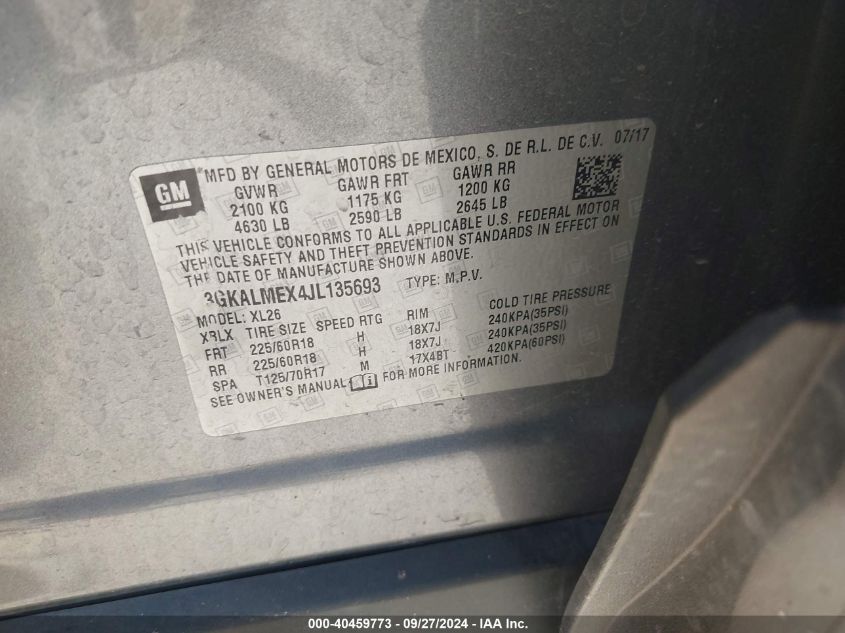 GM
MFD BY GENERAL MOTORS DE MEXICO, S. DE R.L. DE C.V. 07/17
GVWR GAWR FRT GAWR RR
2100 KG 1175 KG 1200 KG
4630 LB 2590 LB 2645 LB
THIS VEHICLE CONFORMS TO ALL APPLICABLE U.S. FEDERAL MOTOR
VEHICLE SAFETY AND THEFT PREVENTION STANDARDS IN EFFECT ON
THE DATE OF MANUFACTURE SHOWN ABOVE.
3GKALMEX4JL135693 TYPE: M.P.V.
MODEL: XL26
XRLX TIRE SIZE SPEED RTG RIM COLD TIRE PRESSURE
FRT 225/60R18 H 18X7J 240KPA(35PSI)
RR 225/60R18 H 18X7J 240KPA(35PSI)
SPA T125/70R17 M 17X4BT 420KPA(60PSI)
SEE OWNER'S MANUAL FOR MORE INFORMATION.
000-40459773 - 09/27/2024 - IAA Inc.